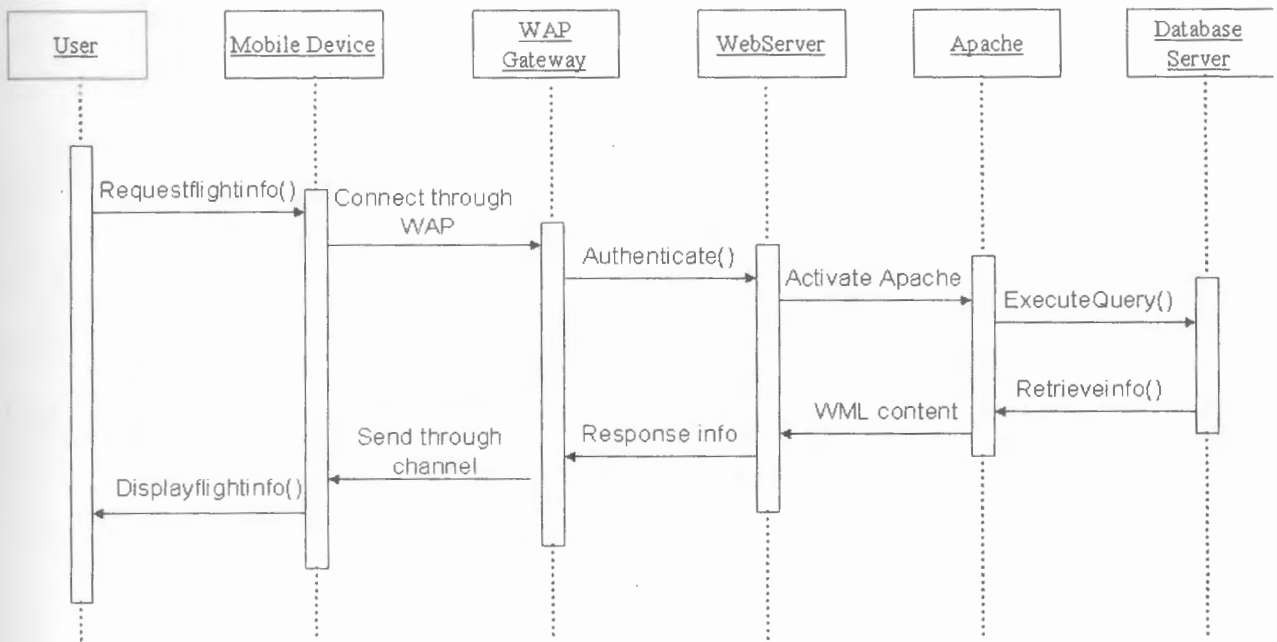 User
Mobile Device
WAP
Gateway
WebServer
Apache
Database
Server
Requestflightinfo()
Connect through
WAP
Authenticate()
Activate Apache
ExecuteQuery()
Retrieveinfo()
WML content
Response info
Send through
channel
Displayflightinfo()